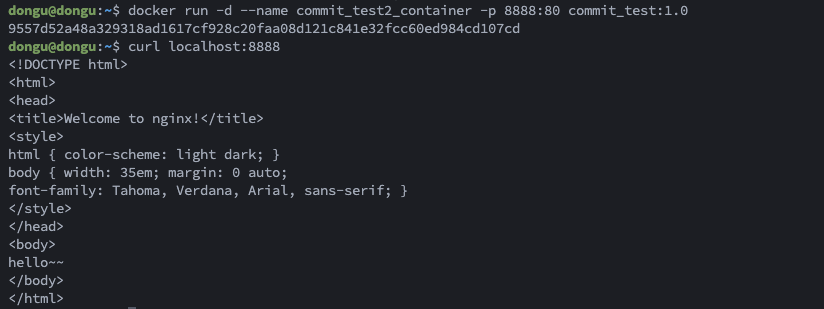 dongu@dongu:~$ docker run -d --name commit_test2_container -p 8888:80 commit_test:1.0
9557d52a48a329318ad1617cf928c20faa08d121c841e32fcc60ed984cd107cd
dongu@dongu:~$ curl localhost:8888
<!DOCTYPE html>
<html>
<head>
<title>Welcome to nginx!</title>
<style>
html { color-scheme: light dark; }
body { width: 35em; margin: 0 auto;
font-family: Tahoma, Verdana, Arial, sans-serif; }
</style>
</head>
<body>
hello~~
</body>
</html>